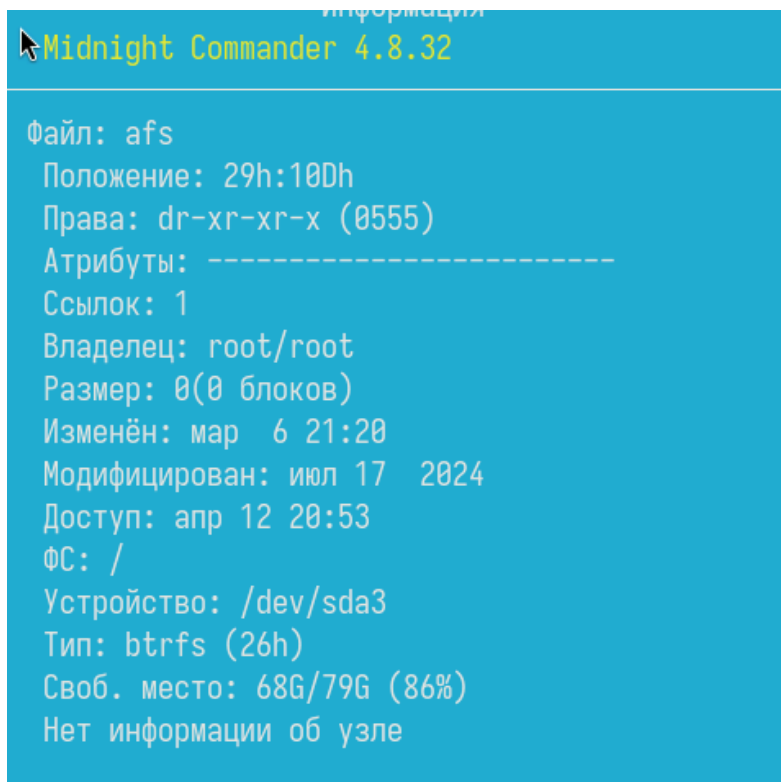 Информация
Midnight Commander 4.8.32
Файл: afs
Положение: 29h:10Dh
Права: dr-xr-xr-x (0555)
Атрибуты: -------------------------
Ссылок: 1
Владелец: root/root
Размер: 0(0 блоков)
Изменён: мар  6 21:20
Модифицирован: июл 17  2024
Доступ: апр 12 20:53
ФС: /
Устройство: /dev/sda3
Тип: btrfs (26h)
Своб. место: 68G/79G (86%)
Нет информации об узле